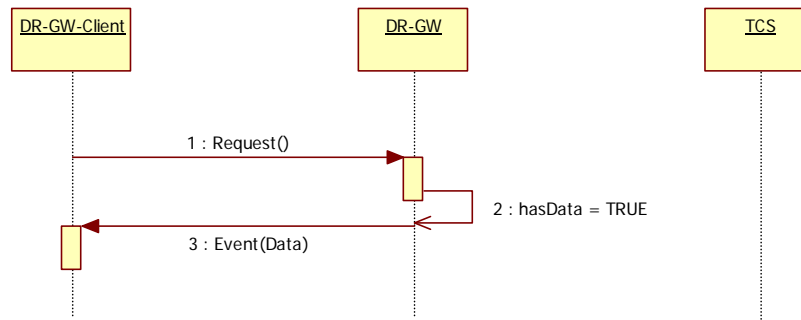 DR-GW-Client
DR-GW
TCS
1 : Request()
2 : hasData = TRUE
3 : Event(Data)